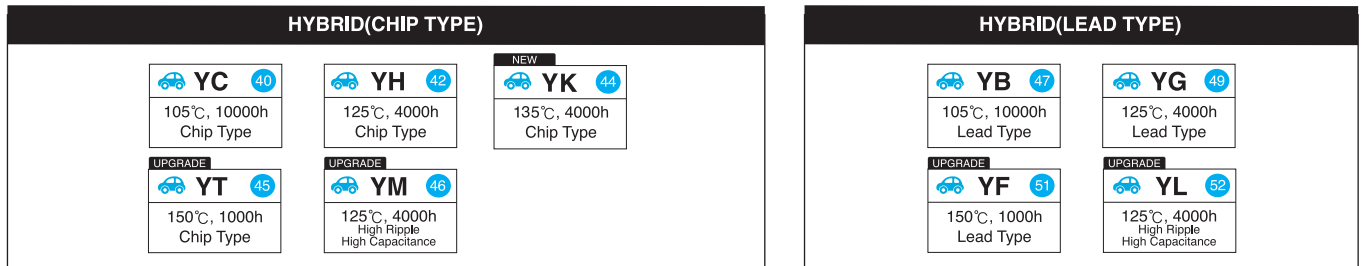 HYBRID(CHIP TYPE)
YC 40
105℃, 10000h
Chip Type
YH 42
125℃, 4000h
Chip Type
NEW
YK 44
135℃, 4000h
Chip Type
UPGRADE
YT 45
150℃, 1000h
Chip Type
UPGRADE
YM 46
125℃, 4000h
High Ripple
High Capacitance
HYBRID(LEAD TYPE)
YB 47
105℃, 10000h
Lead Type
YG 49
125℃, 4000h
Lead Type
UPGRADE
YF 51
150℃, 1000h
Lead Type
UPGRADE
YL 52
125℃, 4000h
High Ripple
High Capacitance